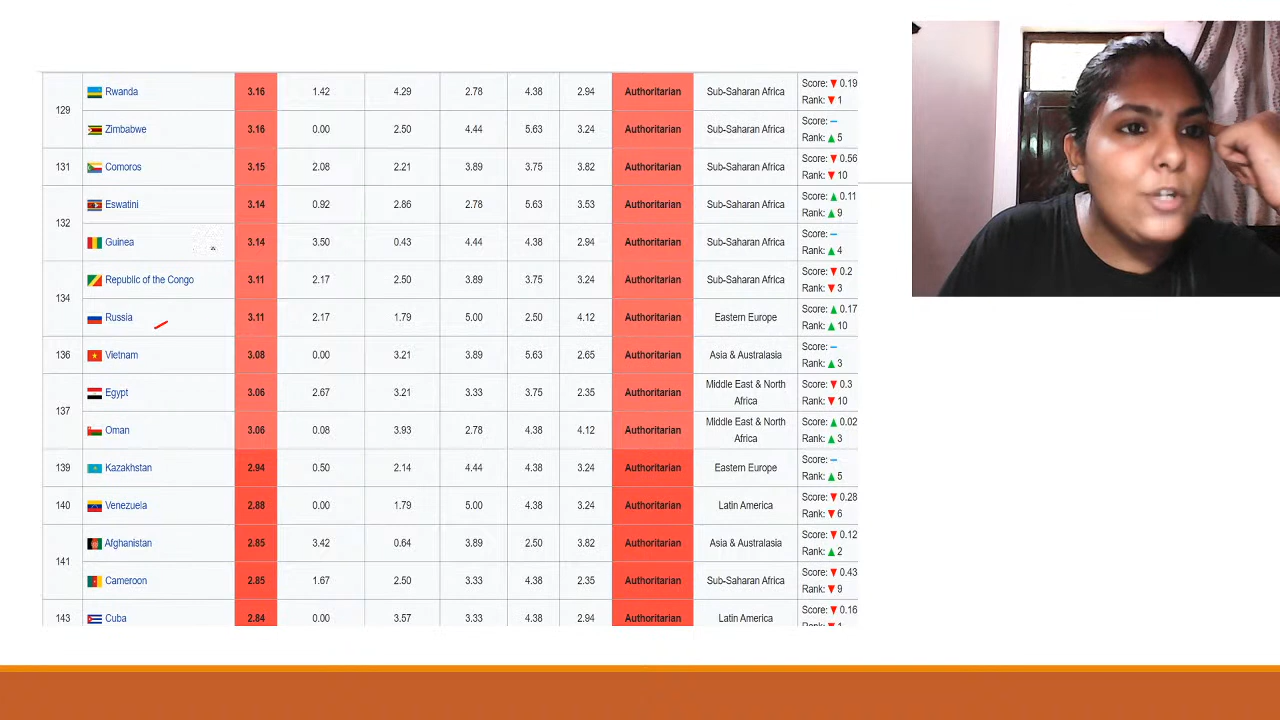 129 Rwanda 3.16 1.42 4.29 2.78 4.38 2.94 Authoritarian Sub-Saharan Africa Score: ▼ 0.19
Rank: ▼ 1
Zimbabwe 3.16 0.00 2.50 4.44 5.63 3.24 Authoritarian Sub-Saharan Africa Score: –
Rank: ▲ 5
131 Comoros 3.15 2.08 2.21 3.89 3.75 3.82 Authoritarian Sub-Saharan Africa Score: ▼ 0.56
Rank: ▼ 10
132 Eswatini 3.14 0.92 2.86 2.78 5.63 3.53 Authoritarian Sub-Saharan Africa Score: ▲ 0.11
Rank: ▲ 9
Guinea 3.14 3.50 0.43 4.44 4.38 2.94 Authoritarian Sub-Saharan Africa Score: –
Rank: ▲ 4
134 Republic of the Congo 3.11 2.17 2.50 3.89 3.75 3.24 Authoritarian Sub-Saharan Africa Score: ▼ 0.2
Rank: ▼ 3
Russia 3.11 2.17 1.79 5.00 2.50 4.12 Authoritarian Eastern Europe Score: ▲ 0.17
Rank: ▲ 10
136 Vietnam 3.08 0.00 3.21 3.89 5.63 2.65 Authoritarian Asia & Australasia Score: –
Rank: ▲ 3
137 Egypt 3.06 2.67 3.21 3.33 3.75 2.35 Authoritarian Middle East & North Africa Score: ▼ 0.3
Rank: ▼ 10
Oman 3.06 0.08 3.93 2.78 4.38 4.12 Authoritarian Middle East & North Africa Score: ▲ 0.02
Rank: ▲ 3
139 Kazakhstan 2.94 0.50 2.14 4.44 4.38 3.24 Authoritarian Eastern Europe Score: –
Rank: ▲ 5
140 Venezuela 2.88 0.00 1.79 5.00 4.38 3.24 Authoritarian Latin America Score: ▼ 0.28
Rank: ▼ 6
141 Afghanistan 2.85 3.42 0.64 3.89 2.50 3.82 Authoritarian Asia & Australasia Score: ▼ 0.12
Rank: ▲ 2
Cameroon 2.85 1.67 2.50 3.33 4.38 2.35 Authoritarian Sub-Saharan Africa Score: ▼ 0.43
Rank: ▼ 9
143 Cuba 2.84 0.00 3.57 3.33 4.38 2.94 Authoritarian Latin America Score: ▼ 0.16